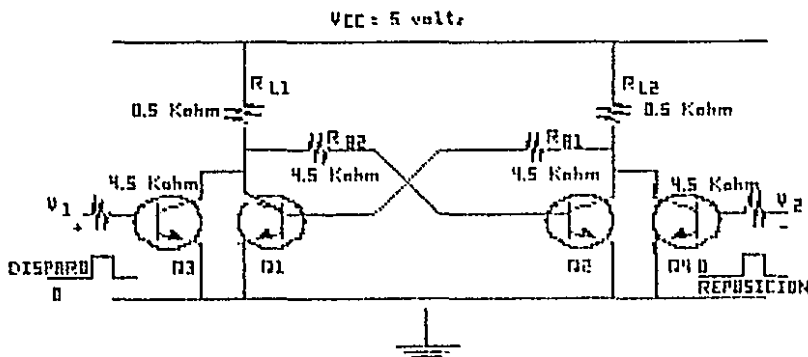 VCC = 5 volts
RL1
RL2
0.5 Kohm
0.5 Kohm
RB2
RB1
4.5 Kohm
4.5 Kohm
4.5 Kohm
4.5 Kohm
V1
+
V2
-
DISPARO
0
Q3
Q1
Q2
Q4
0
REPOSICION